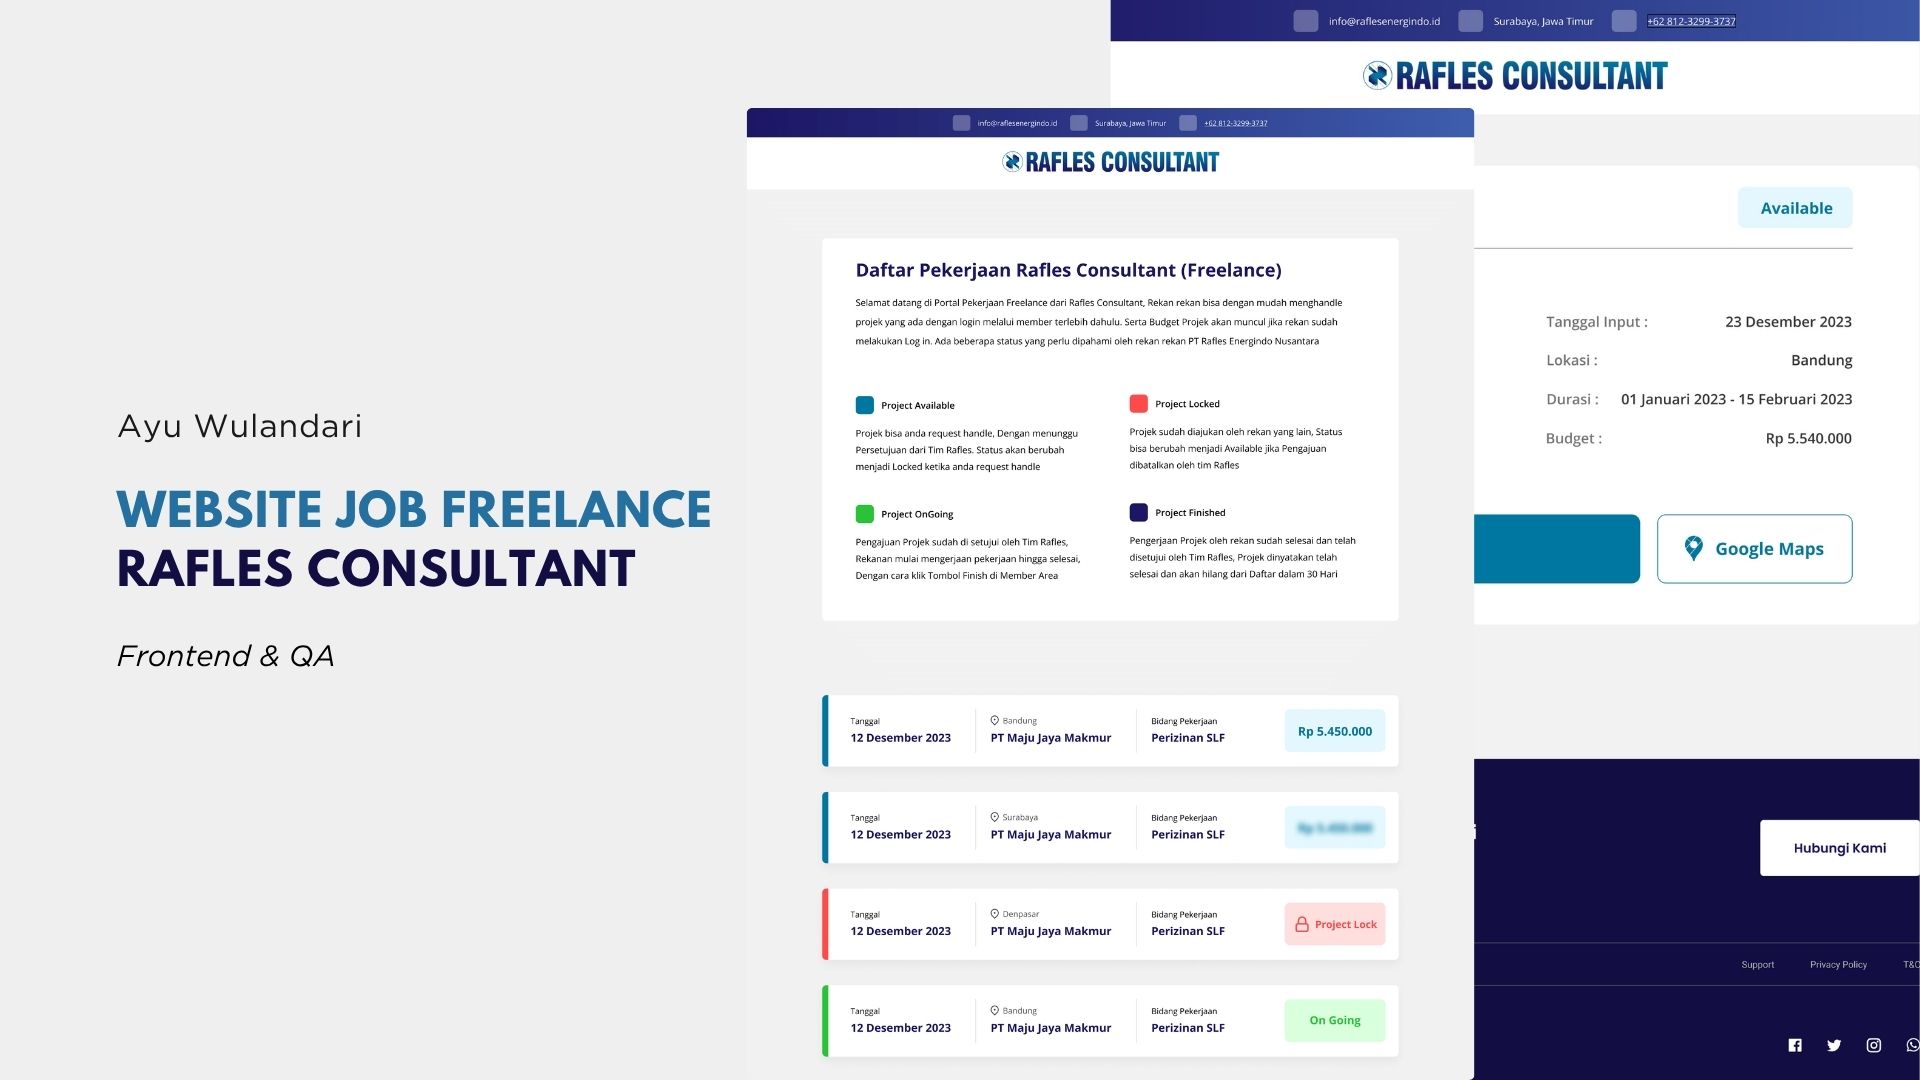 Ayu Wulandari
WEBSITE JOB FREELANCE
RAFLES CONSULTANT
Frontend & QA
info@raflesenergindo.id
Surabaya, Jawa Timur
+62 812-3299-3737
RAFLES CONSULTANT
Daftar Pekerjaan Rafles Consultant (Freelance)
Selamat datang di Portal Pekerjaan Freelance dari Rafles Consultant, Rekan rekan bisa dengan mudah menghandle
projek yang ada dengan login melalui member terlebih dahulu. Serta Budget Projek akan muncul jika rekan sudah
melakukan Log in. Ada beberapa status yang perlu dipahami oleh rekan rekan PT Rafles Energindo Nusantara
Project Available
Projek bisa anda request handle, Dengan menunggu
Persetujuan dari Tim Rafles. Status akan berubah
menjadi Locked ketika anda request handle
Project Locked
Projek sudah diajukan oleh rekan yang lain, Status
bisa berubah menjadi Available jika Pengajuan
dibatalkan oleh tim Rafles
Project OnGoing
Pengajuan Projek sudah di setujui oleh Tim Rafles,
Rekanan mulai mengerjaan pekerjaan hingga selesai,
Dengan cara klik Tombol Finish di Member Area
Project Finished
Pengerjaan Projek oleh rekan sudah selesai dan telah
disetujui oleh Tim Rafles, Projek dinyatakan telah
selesai dan akan hilang dari Daftar dalam 30 Hari
Tanggal
12 Desember 2023
Bandung
PT Maju Jaya Makmur
Bidang Pekerjaan
Perizinan SLF
Rp 5.450.000
Tanggal
12 Desember 2023
Surabaya
PT Maju Jaya Makmur
Bidang Pekerjaan
Perizinan SLF
Tanggal
12 Desember 2023
Denpasar
PT Maju Jaya Makmur
Bidang Pekerjaan
Perizinan SLF
Project Lock
Tanggal
12 Desember 2023
Bandung
PT Maju Jaya Makmur
Bidang Pekerjaan
Perizinan SLF
On Going
info@raflesenergindo.id
Surabaya, Jawa Timur
+62 812-3299-3737
RAFLES CONSULTANT
Available
Tanggal Input : 23 Desember 2023
Lokasi : Bandung
Durasi : 01 Januari 2023 - 15 Februari 2023
Budget : Rp 5.540.000
Google Maps
Hubungi Kami
Support
Privacy Policy